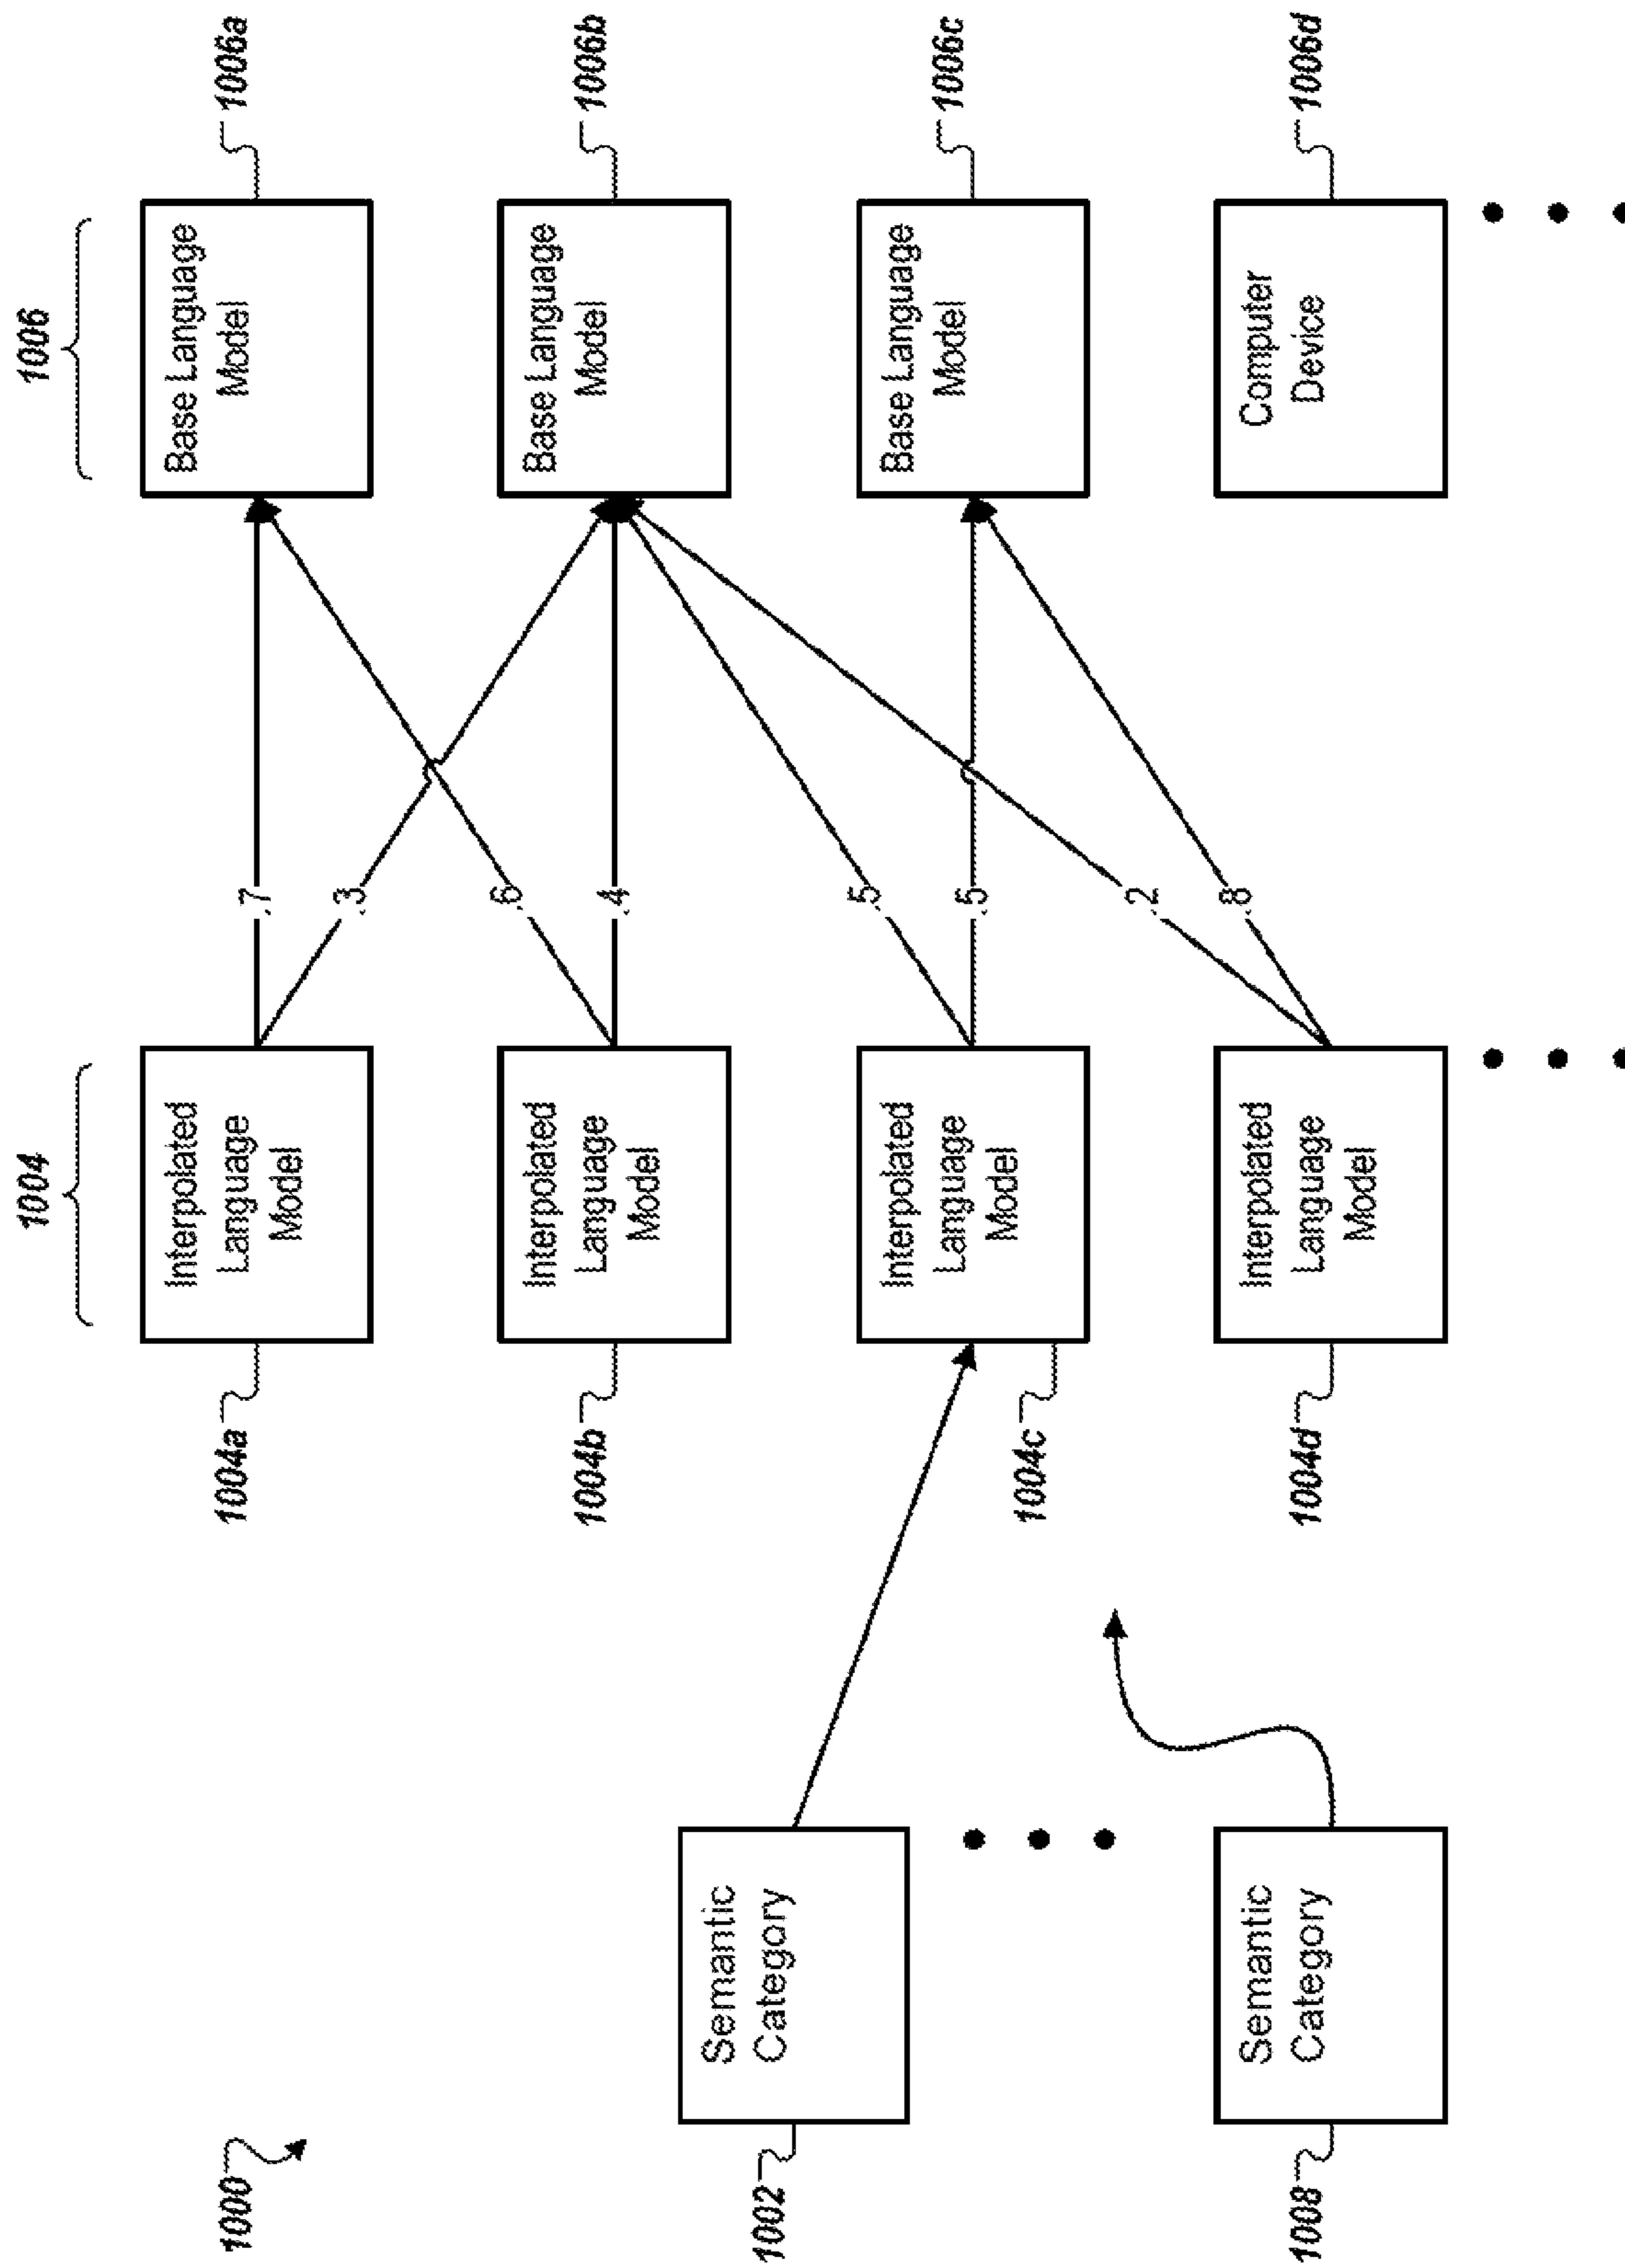 1000
1004
1006
1004a
Interpolated
Language
Model
.7
.3
Base Language
Model
1006a
1004b
Interpolated
Language
Model
.6
.4
Base Language
Model
1006b
1002
Semantic
Category
1004c
Interpolated
Language
Model
.5
.5
Base Language
Model
1006c
1008
Semantic
Category
1004d
Interpolated
Language
Model
.2
.8
Computer
Device
1006d